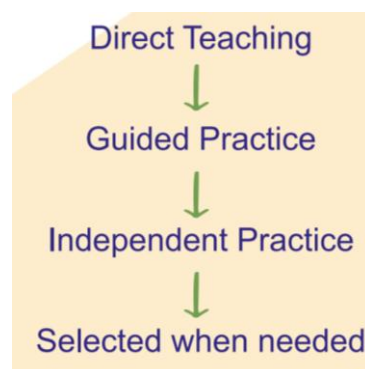 Direct Teaching
Guided Practice
Independent Practice
Selected when needed